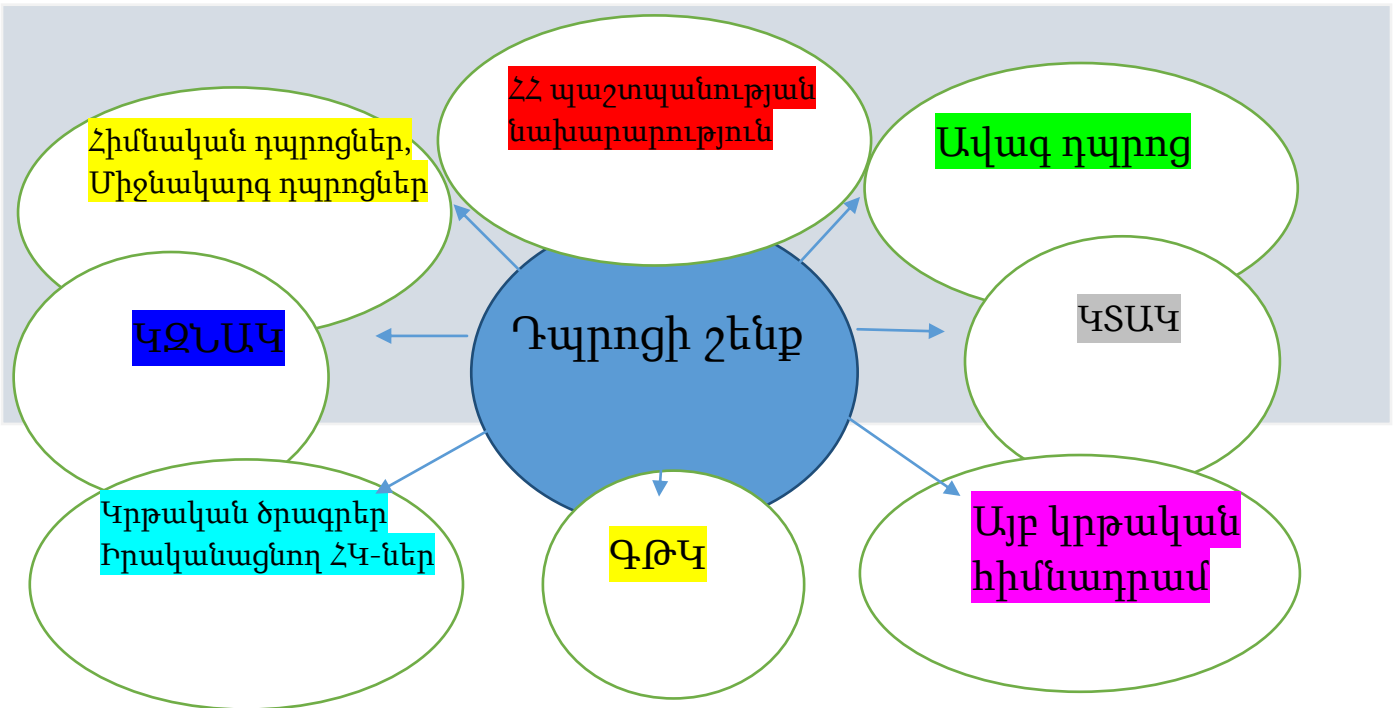 ՀՀ պաշտպանության
նախարարություն
Հիմնական դպրոցներ,
Միջնակարգ դպրոցներ
Ավագ դպրոց
ԿԶՆԱԿ
Դպրոցի շենք
ԿՏԱԿ
Կրթական ծրագրեր
Իրականացնող ՀԿ-ներ
ԳԹԿ
Այբ կրթական
հիմնադրամ